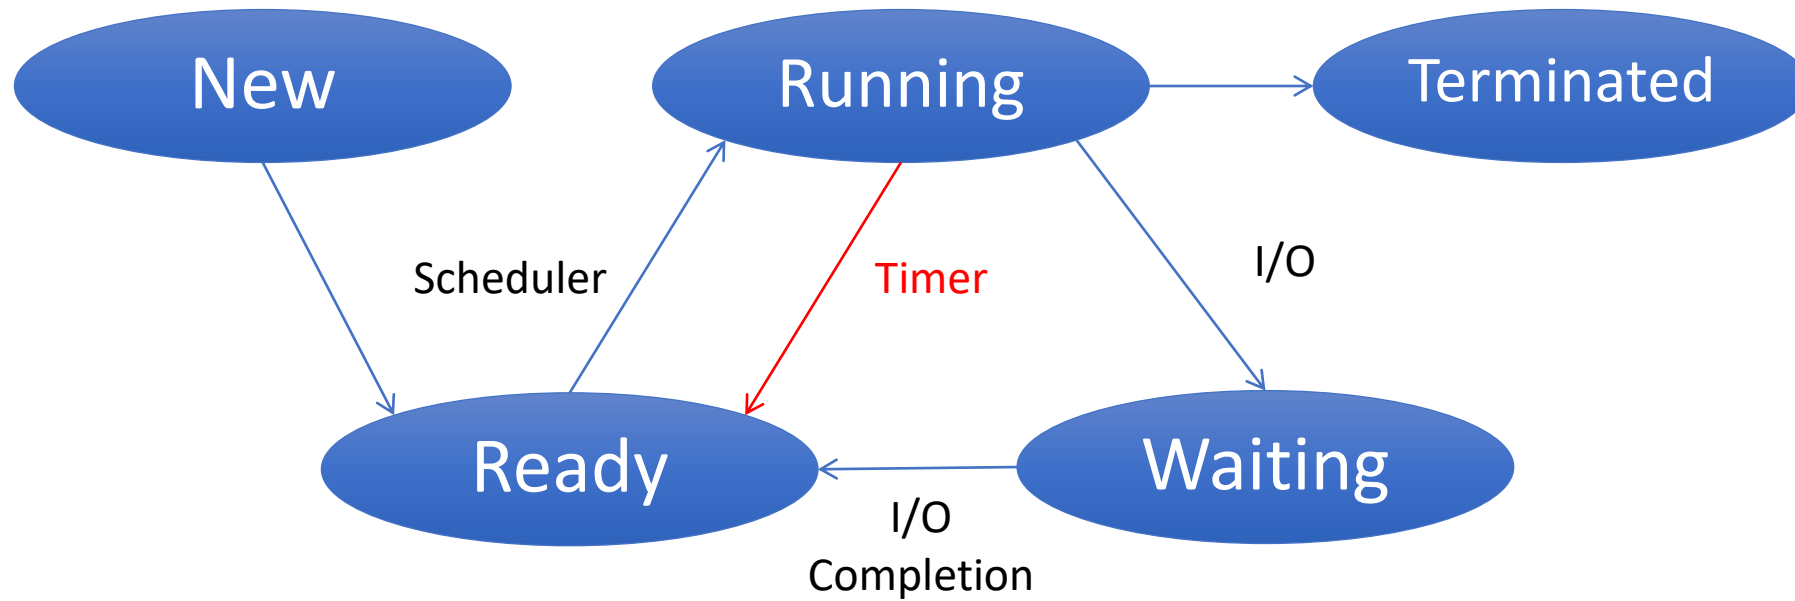 New
Running
Terminated
Scheduler
Timer
I/O
Ready
Waiting
I/O
Completion